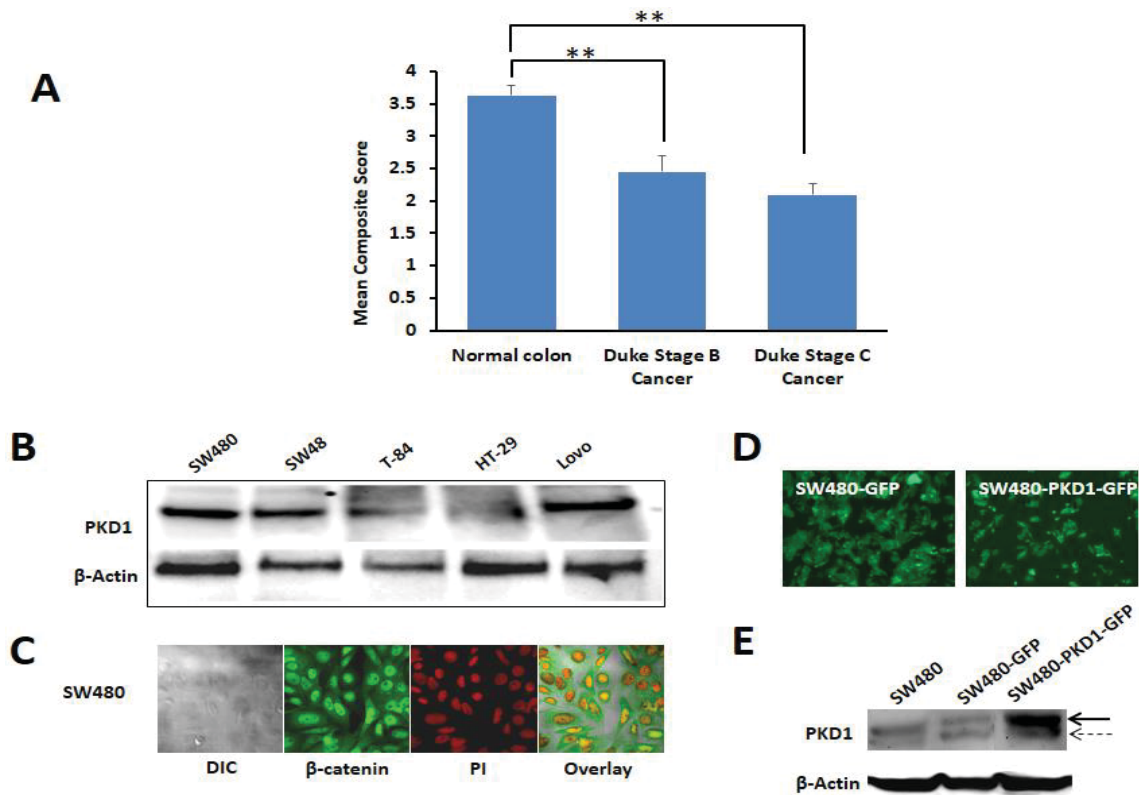 A
**
**
4
3.5
3
2.5
2
1.5
1
0.5
0
Mean Composite Score
Normal colon
Duke Stage B
Cancer
Duke Stage C
Cancer
B
SW480
SW48
T-84
HT-29
Lovo
PKD1
β-Actin
C
SW480
DIC
β-catenin
PI
Overlay
D
SW480-GFP
SW480-PKD1-GFP
E
SW480
SW480-GFP
SW480-PKD1-GFP
PKD1
β-Actin